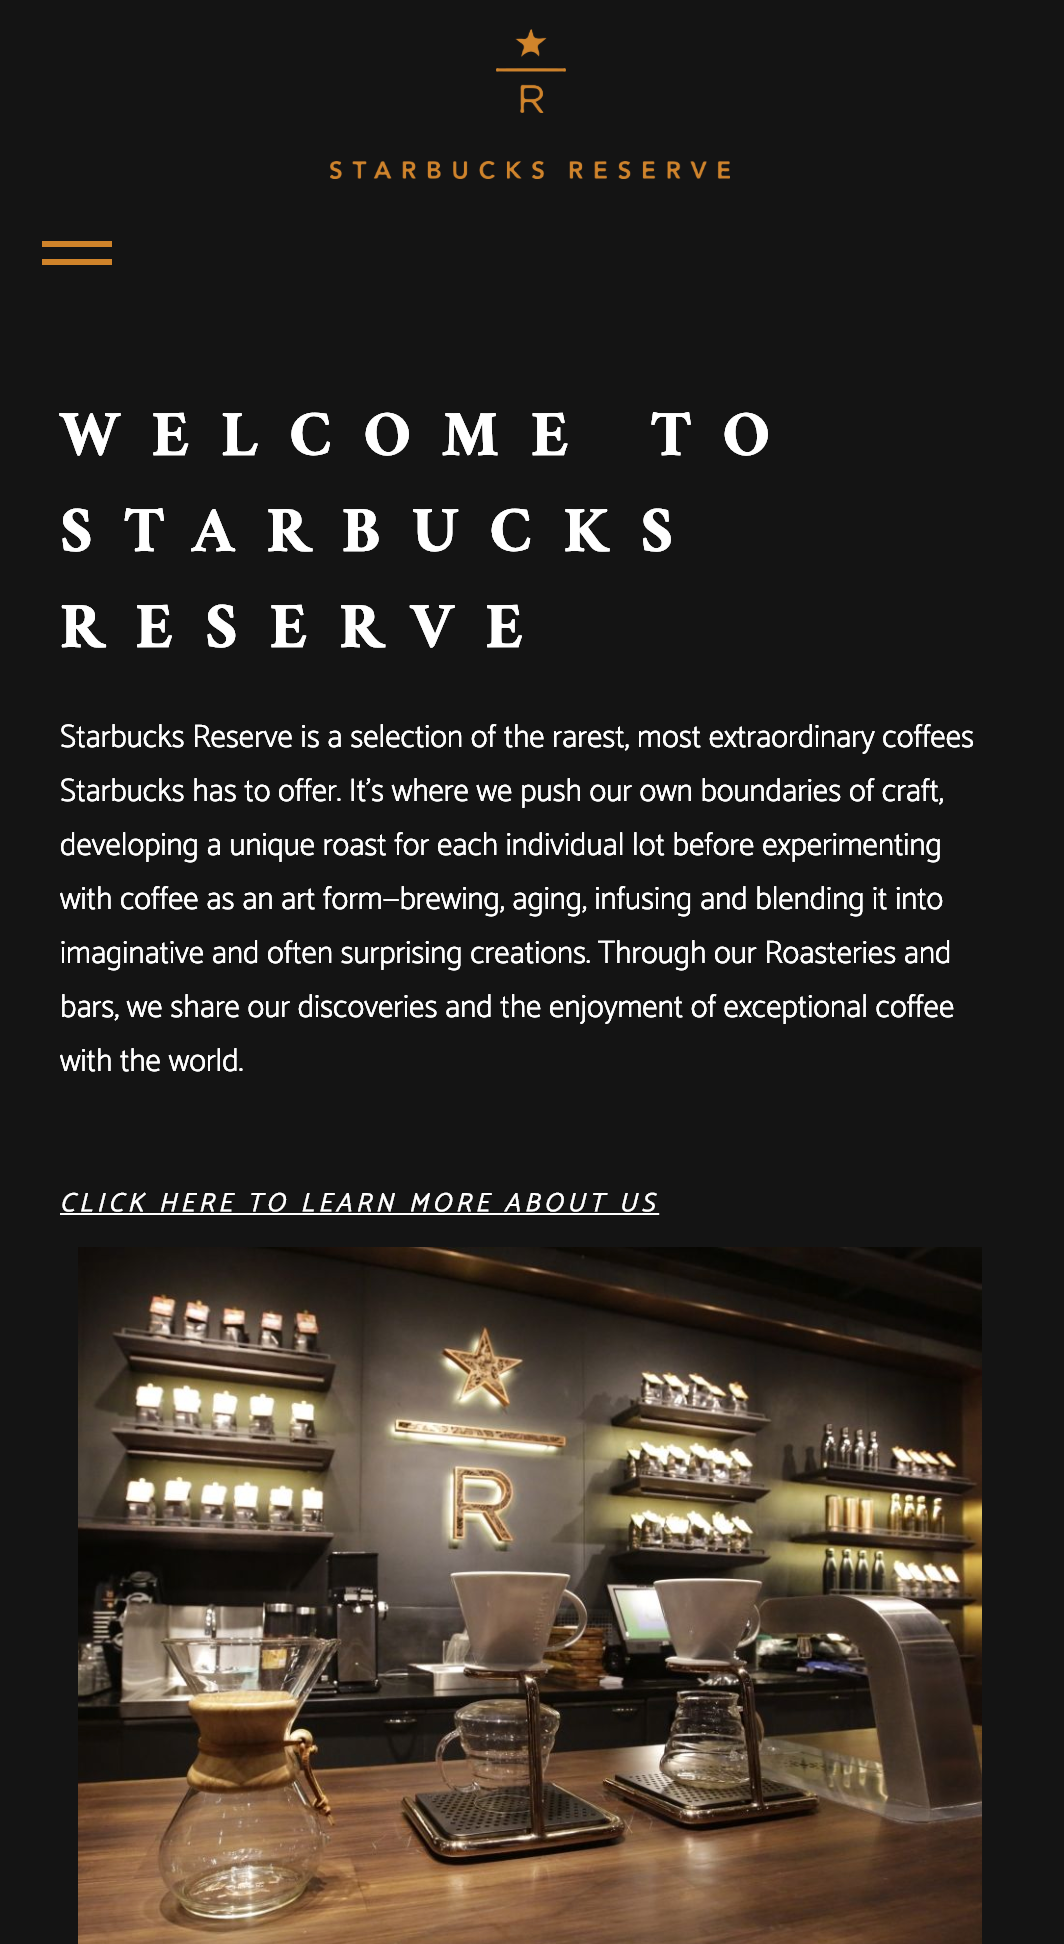 R
STARBUCKS RESERVE
WELCOME TO
STARBUCKS
RESERVE
Starbucks Reserve is a selection of the rarest, most extraordinary coffees
Starbucks has to offer. It’s where we push our own boundaries of craft,
developing a unique roast for each individual lot before experimenting
with coffee as an art form—brewing, aging, infusing and blending it into
imaginative and often surprising creations. Through our Roasteries and
bars, we share our discoveries and the enjoyment of exceptional coffee
with the world.
CLICK HERE TO LEARN MORE ABOUT US
R